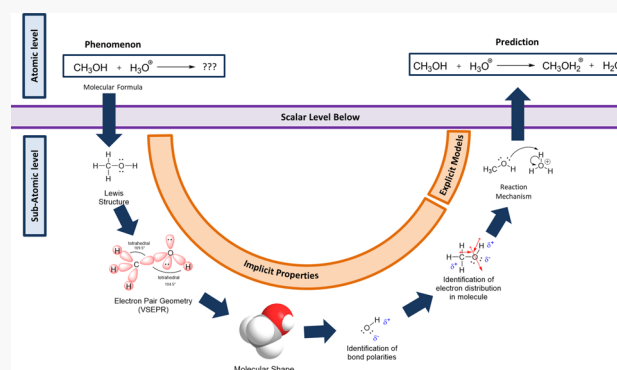 Atomic level
Phenomenon
CH3OH + H3O⊕ ⟶ ???
Molecular Formula
Prediction
CH3OH + H3O⊕ ⟶ CH3OH2⊕ + H2O
Scalar Level Below
Sub-Atomic level
H
H C O H
H
Lewis
Structure
tetrahedral
H
H
H
C
O
H
tetrahedral
Electron Pair Geometry
(VSEPR)
Molecular Shape
H δ+
O
δ-
Identification of
bond polarities
H H δ+
H C O
δ+ H δ-
Identification of
electron distribution
in molecule
H3C O H
H
O H
H
Reaction
Mechanism
Implicit Properties
Explicit Models